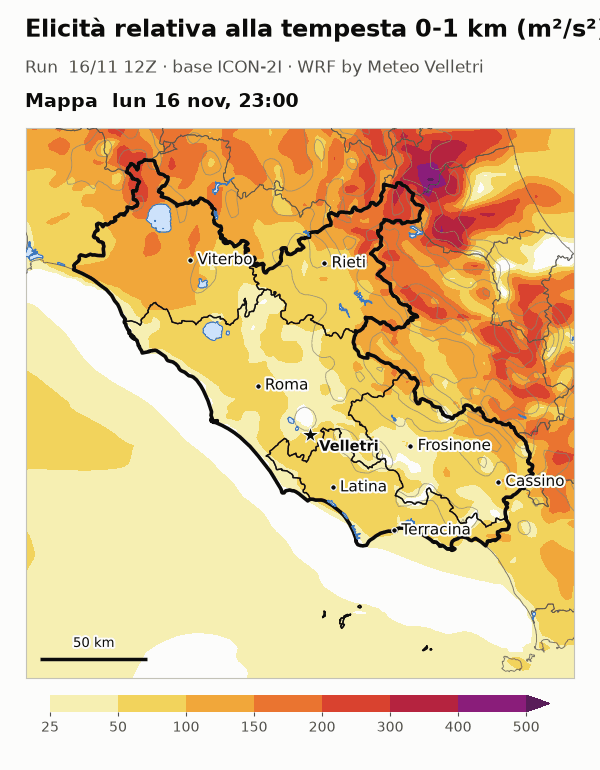 Elicità relativa alla tempesta 0-1 km (m²/s²)
Run 16/11 12Z · base ICON-2I · WRF by Meteo Velletri
Mappa lun 16 nov, 23:00
Viterbo
Rieti
Roma
Velletri
Frosinone
Cassino
Latina
Terracina
50 km
25 50 100 150 200 300 400 500